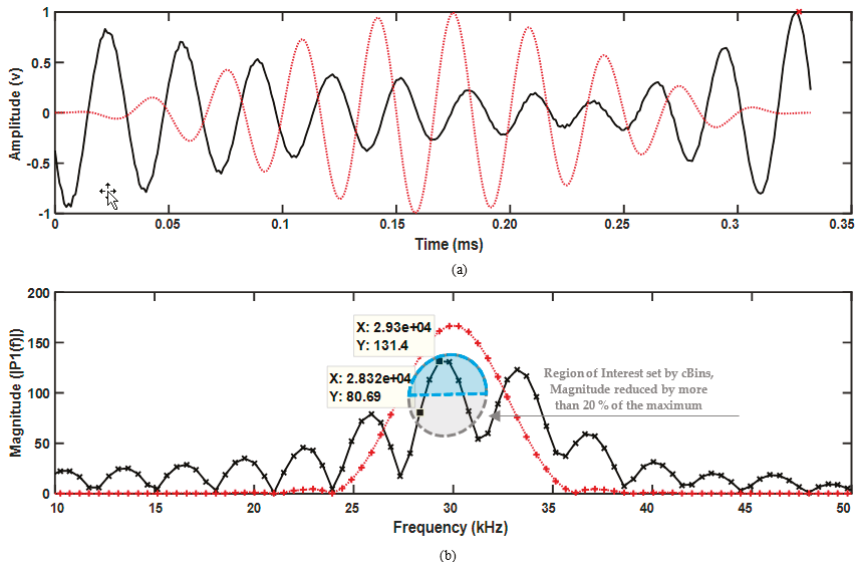 1
0.5
0
-0.5
-1
Amplitude (v)
0 0.05 0.1 0.15 0.20 0.25 0.3 0.35
Time (ms)
(a)
200
150
100
50
0
Magnitude (|P1(f)|)
X: 2.93e+04
Y: 131.4
X: 2.832e+04
Y: 80.69
Region of Interest set by cBins,
Magnitude reduced by more
than 20 % of the maximum
10 15 20 25 30 35 40 45 50
Frequency (kHz)
(b)